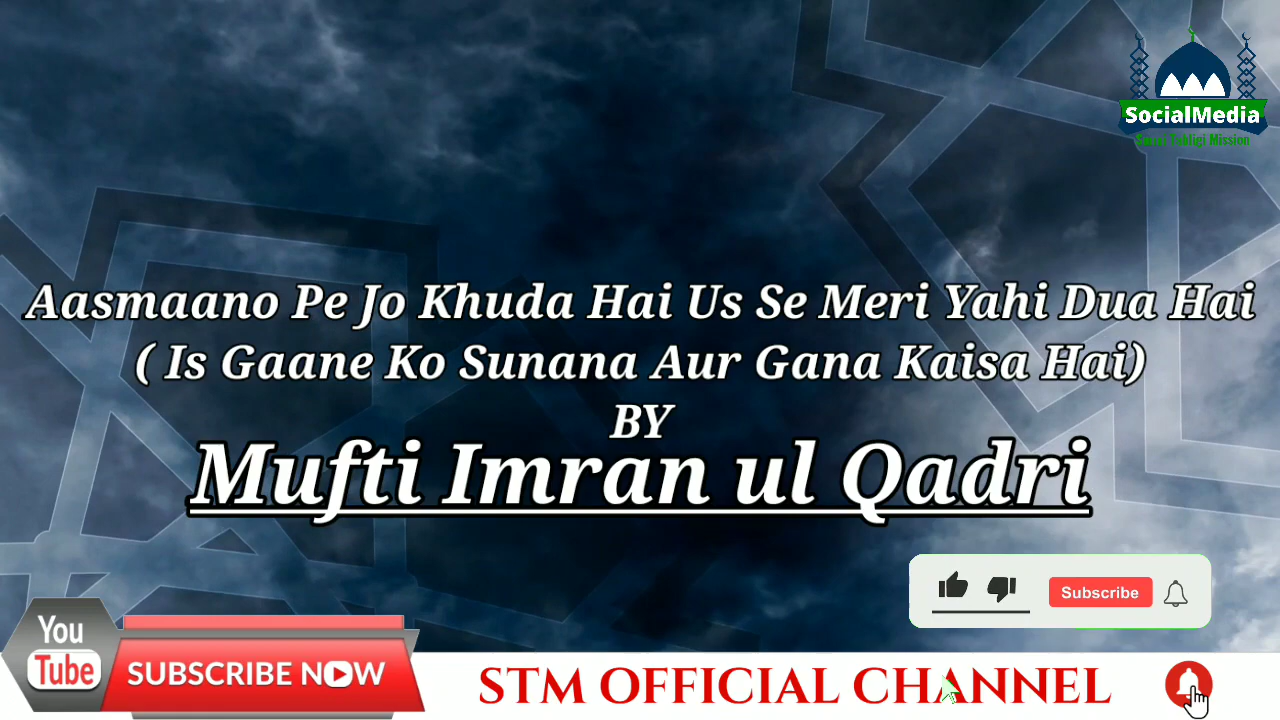 SocialMedia
Aasmaano Pe Jo Khuda Hai Us Se Meri Yahi Dua Hai
( Is Gaane Ko Sunana Aur Gana Kaisa Hai)
BY
Mufti Imran ul Qadri
Subscribe
You
Tube
SUBSCRIBE NOW
STM OFFICIAL CHANNEL